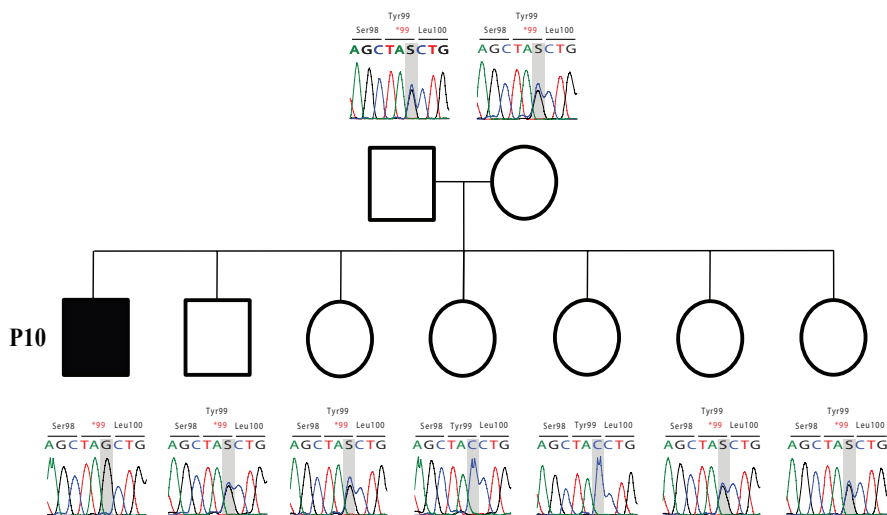 Tyr99 Tyr99
Ser98 *99 Leu100 Ser98 *99 Leu100
AGCTASCTG AGCTASCTG
P10
Tyr99 Tyr99 Tyr99 Tyr99
Ser98 *99 Leu100 Ser98 *99 Leu100 Ser98 *99 Leu100 Ser98 Tyr99 Leu100 Ser98 Tyr99 Leu100 Ser98 *99 Leu100 Ser98 *99 Leu100
AGCTAGCTG AGCTASCTG AGCTASCTG AGCTACCTG AGCTACCTG AGCTASCTG AGCTASCTG